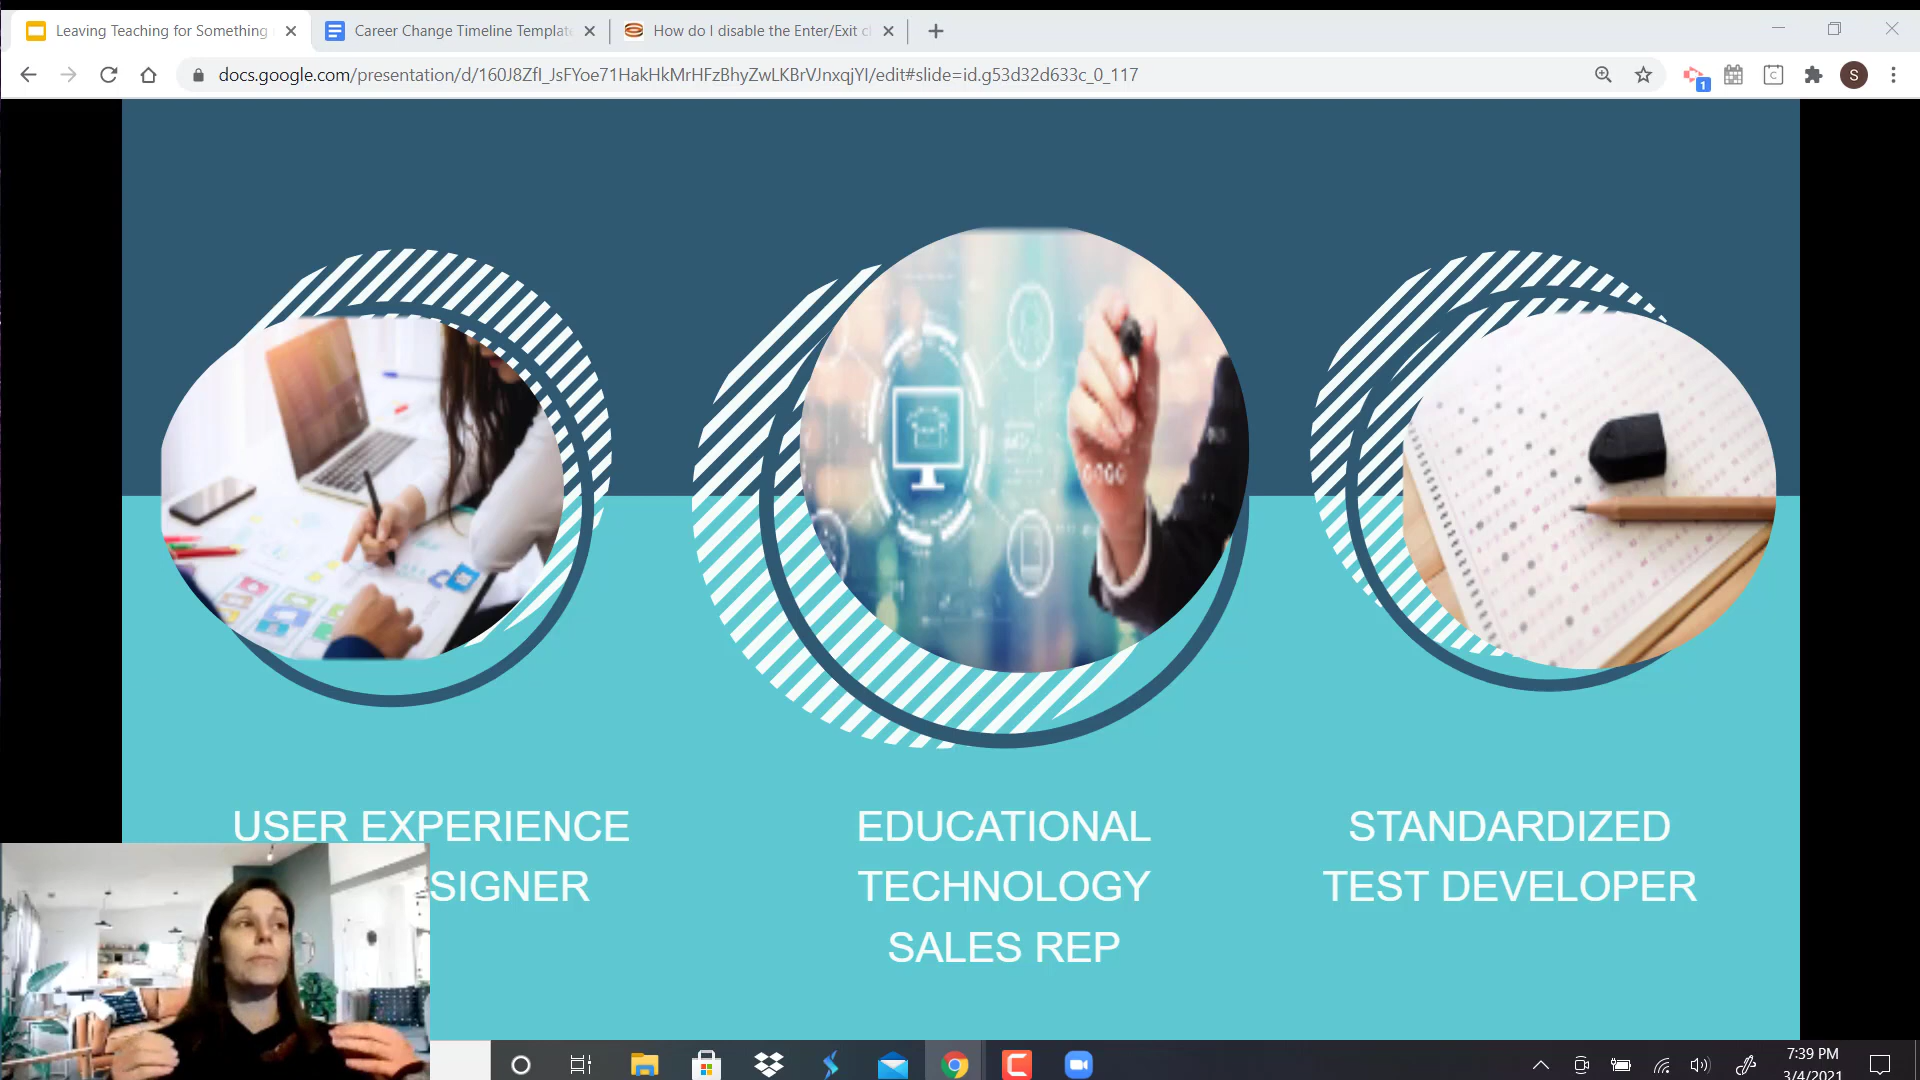 Leaving Teaching for Something
Career Change Timeline Templat
How do I disable the Enter/Exit c
docs.google.com/presentation/d/160J8ZfI_JsFYoe71HakHkMrHFzBhyZwLKBrVJnxqjYI/edit#slide=id.g53d32d633c_0_117
1
C
S
USER EXPERIENCE
SIGNER
EDUCATIONAL
TECHNOLOGY
SALES REP
STANDARDIZED
TEST DEVELOPER
7:39 PM
3/4/2021